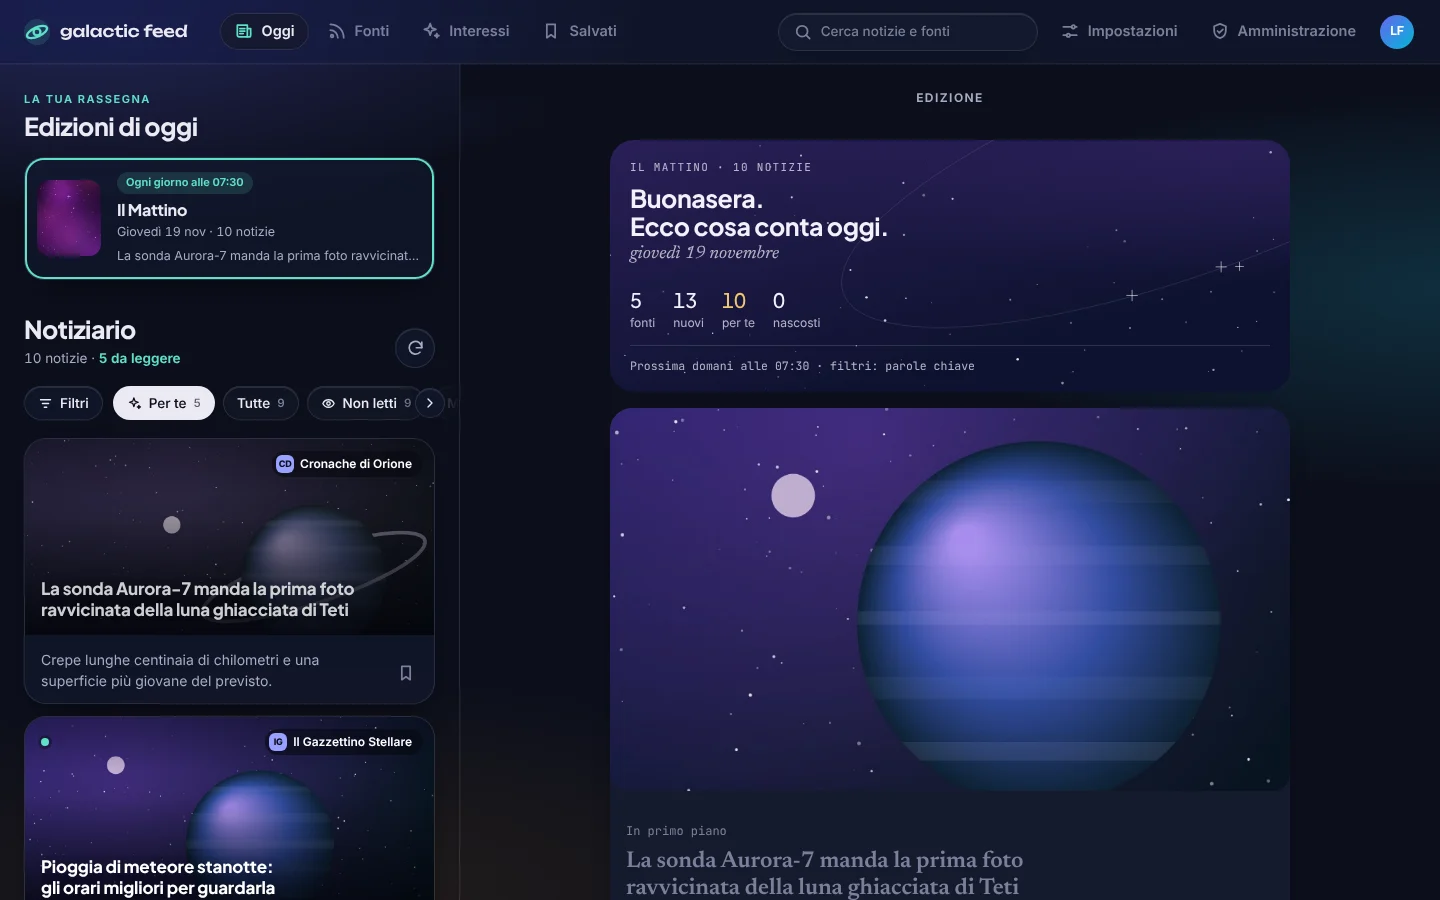 galactic feed
Oggi
Fonti
Interessi
Salvati
Cerca notizie e fonti
Impostazioni
Amministrazione
LF
LA TUA RASSEGNA
Edizioni di oggi
Ogni giorno alle 07:30
Il Mattino
Giovedì 19 nov · 10 notizie
La sonda Aurora-7 manda la prima foto ravvicinat...
Notiziario
10 notizie · 5 da leggere
Filtri
Per te 5
Tutte 9
Non letti 9
CD Cronache di Orione
La sonda Aurora-7 manda la prima foto
ravvicinata della luna ghiacciata di Teti
Crepe lunghe centinaia di chilometri e una
superficie più giovane del previsto.
IG Il Gazzettino Stellare
Pioggia di meteore stanotte:
gli orari migliori per guardarla
EDIZIONE
IL MATTINO · 10 NOTIZIE
Buonasera.
Ecco cosa conta oggi.
giovedì 19 novembre
5 13 10 0
fonti nuovi per te nascosti
Prossima domani alle 07:30 · filtri: parole chiave
In primo piano
La sonda Aurora-7 manda la prima foto
ravvicinata della luna ghiacciata di Teti